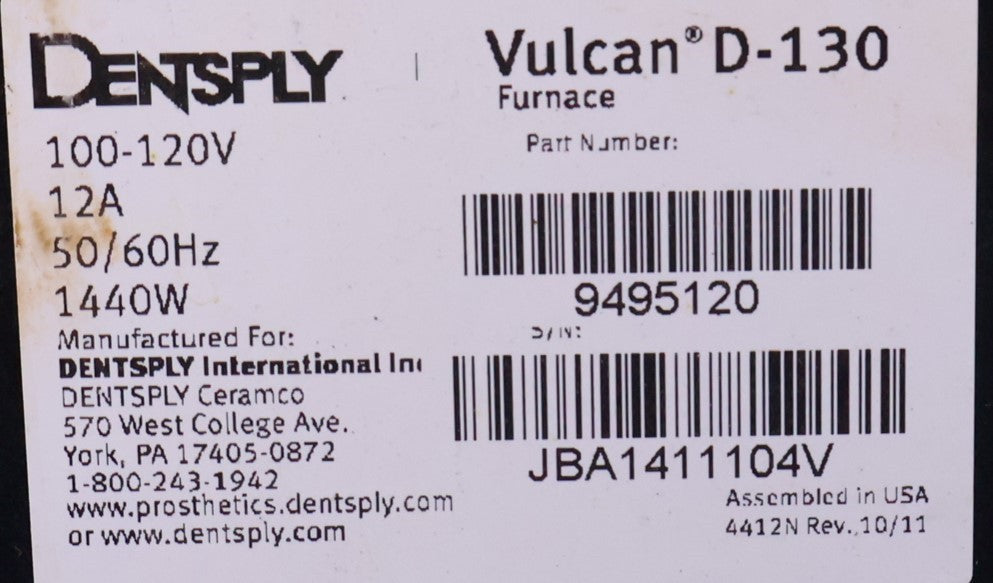 DENTSPLY
100-120V
12A
50/60Hz
1440W
Manufactured For:
DENTSPLY International
DENTSPLY Ceramco
570 West College Ave.
York, PA 17405-0872
1-800-243-1942
www.prosthetics.dentsply.com
or www.dentsply.com
Vulcan® D-130
Furnace
Part Number:
9495120
S/N:
JBA1411104V
Assembled in USA
4412N Rev. 10/11